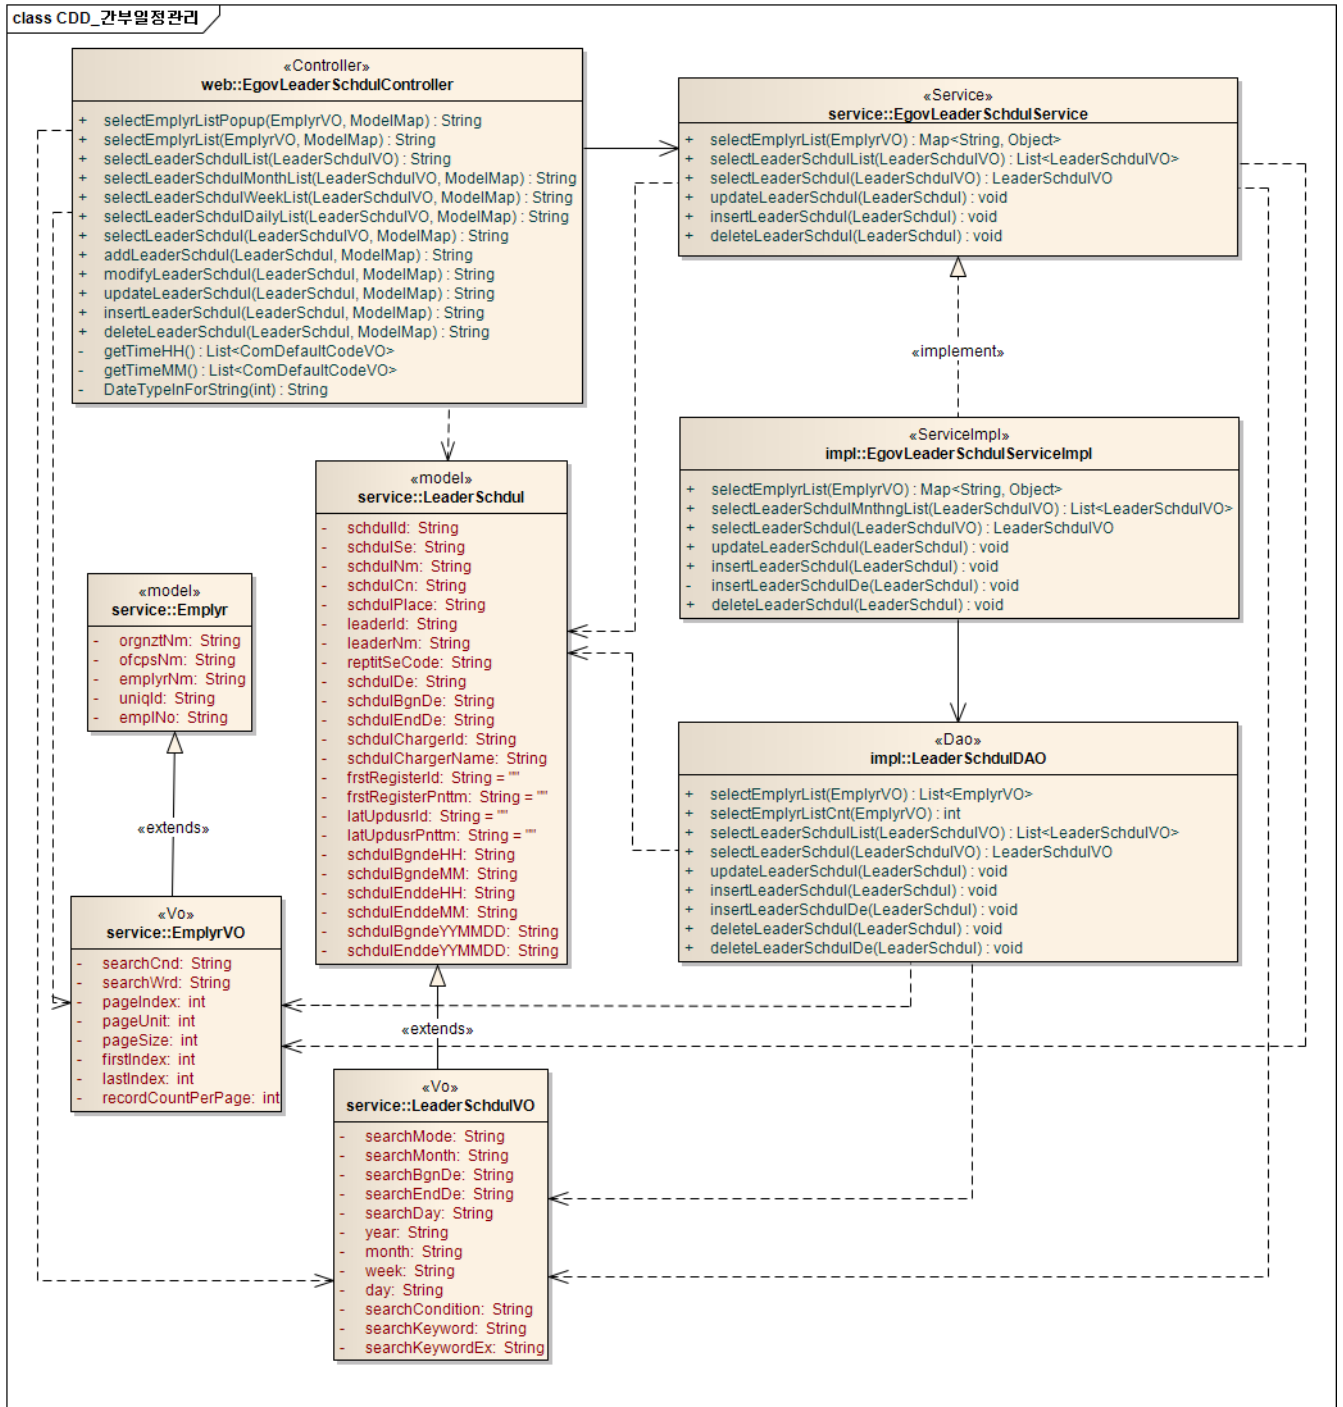 class CDD_간부일정관리
«Controller»
web::EgovLeaderSchdulController
+ selectEmplyrListPopup(EmplyrVO, ModelMap) : String
+ selectEmplyrList(EmplyrVO, ModelMap) : String
+ selectLeaderSchdulList(LeaderSchdulVO) : String
+ selectLeaderSchdulMonthList(LeaderSchdulVO, ModelMap) : String
+ selectLeaderSchdulWeekList(LeaderSchdulVO, ModelMap) : String
+ selectLeaderSchdulDailyList(LeaderSchdulVO, ModelMap) : String
+ selectLeaderSchdul(LeaderSchdulVO, ModelMap) : String
+ addLeaderSchdul(LeaderSchdul, ModelMap) : String
+ modifyLeaderSchdul(LeaderSchdul, ModelMap) : String
+ updateLeaderSchdul(LeaderSchdul, ModelMap) : String
+ insertLeaderSchdul(LeaderSchdul, ModelMap) : String
+ deleteLeaderSchdul(LeaderSchdul, ModelMap) : String
- getTimeHH() : List<ComDefaultCodeVO>
- getTimeMM() : List<ComDefaultCodeVO>
- DateTypeInForString(int) : String
«Service»
service::EgovLeaderSchdulService
+ selectEmplyrList(EmplyrVO) : Map<String, Object>
+ selectLeaderSchdulList(LeaderSchdulVO) : List<LeaderSchdulVO>
+ selectLeaderSchdul(LeaderSchdulVO) : LeaderSchdulVO
+ updateLeaderSchdul(LeaderSchdul) : void
+ insertLeaderSchdul(LeaderSchdul) : void
+ deleteLeaderSchdul(LeaderSchdul) : void
«implement»
«ServiceImpl»
impl::EgovLeaderSchdulServiceImpl
+ selectEmplyrList(EmplyrVO) : Map<String, Object>
+ selectLeaderSchdulMnthngList(LeaderSchdulVO) : List<LeaderSchdulVO>
+ selectLeaderSchdul(LeaderSchdulVO) : LeaderSchdulVO
+ updateLeaderSchdul(LeaderSchdul) : void
+ insertLeaderSchdul(LeaderSchdul) : void
- insertLeaderSchdulDe(LeaderSchdul) : void
+ deleteLeaderSchdul(LeaderSchdul) : void
«model»
service::LeaderSchdul
- schdulId: String
- schdulSe: String
- schdulNm: String
- schdulCn: String
- schdulPlace: String
- leaderId: String
- leaderNm: String
- reptitSeCode: String
- schdulDe: String
- schdulBgnDe: String
- schdulEndDe: String
- schdulChargerId: String
- schdulChargerName: String
- frstRegisterId: String = ""
- frstRegisterPnttm: String = ""
- latUpdusrId: String = ""
- latUpdusrPnttm: String = ""
- schdulBgndeHH: String
- schdulBgndeMM: String
- schdulEnddeHH: String
- schdulEnddeMM: String
- schdulBgndeYYMMDD: String
- schdulEnddeYYMMDD: String
«model»
service::Emplyr
- orgnztNm: String
- ofcpsNm: String
- emplyrNm: String
- uniqId: String
- emplNo: String
«extends»
«Dao»
impl::LeaderSchdulDAO
+ selectEmplyrList(EmplyrVO) : List<EmplyrVO>
+ selectEmplyrListCnt(EmplyrVO) : int
+ selectLeaderSchdulList(LeaderSchdulVO) : List<LeaderSchdulVO>
+ selectLeaderSchdul(LeaderSchdulVO) : LeaderSchdulVO
+ updateLeaderSchdul(LeaderSchdul) : void
+ insertLeaderSchdul(LeaderSchdul) : void
+ insertLeaderSchdulDe(LeaderSchdul) : void
+ deleteLeaderSchdul(LeaderSchdul) : void
+ deleteLeaderSchdulDe(LeaderSchdul) : void
«Vo»
service::EmplyrVO
- searchCnd: String
- searchWrd: String
- pageIndex: int
- pageUnit: int
- pageSize: int
- firstIndex: int
- lastIndex: int
- recordCountPerPage: int
«extends»
«Vo»
service::LeaderSchdulVO
- searchMode: String
- searchMonth: String
- searchBgnDe: String
- searchEndDe: String
- searchDay: String
- year: String
- month: String
- week: String
- day: String
- searchCondition: String
- searchKeyword: String
- searchKeywordEx: String